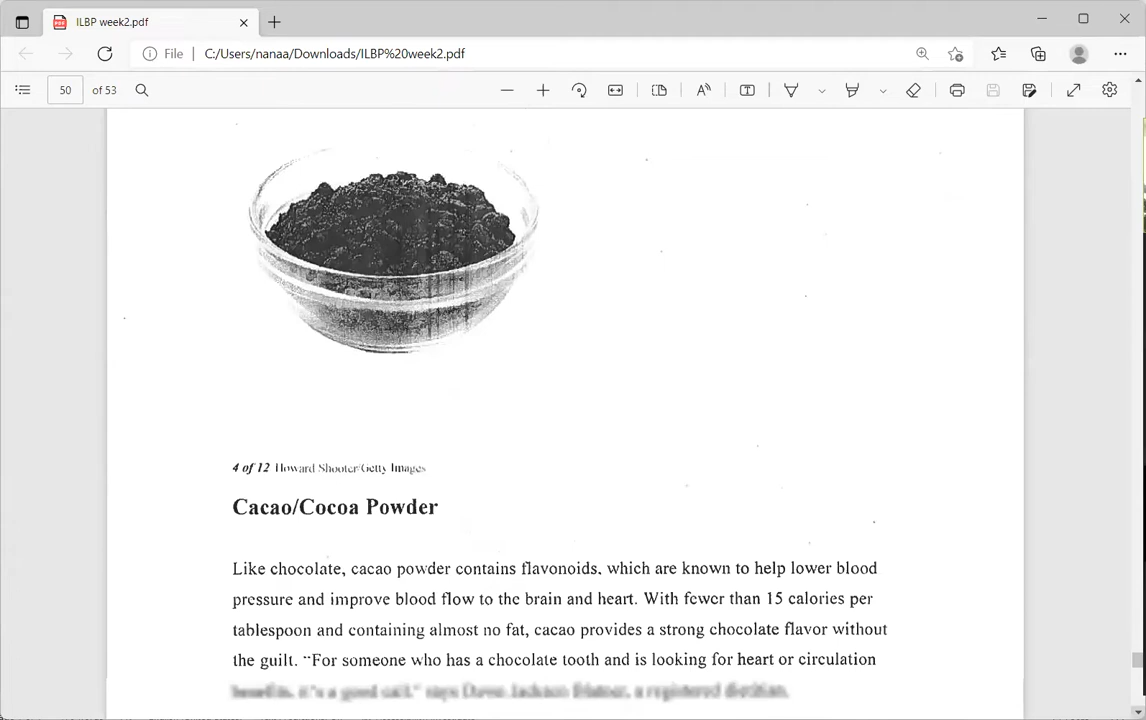 ILBP week2.pdf
File C:/Users/nanaa/Downloads/ILBP%20week2.pdf
50 of 53
4 of 12 Howard Shooter/Getty Images
Cacao/Cocoa Powder
Like chocolate, cacao powder contains flavonoids, which are known to help lower blood
pressure and improve blood flow to the brain and heart. With fewer than 15 calories per
tablespoon and containing almost no fat, cacao provides a strong chocolate flavor without
the guilt. "For someone who has a chocolate tooth and is looking for heart or circulation